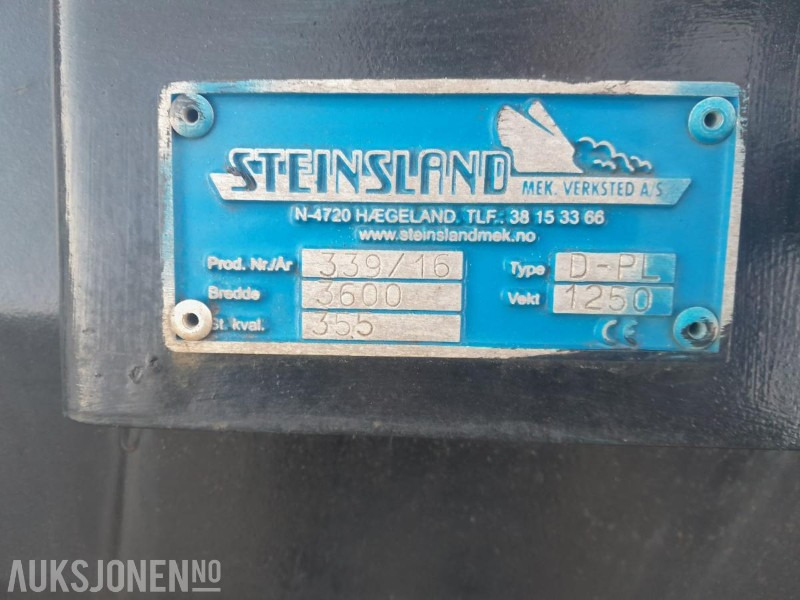 STEINSLAND
MEK. VERKSTED A/S
N-4720 HÆGELAND. TLF.: 38 15 33 66
www.steinslandmek.no
Prod. Nr./År 339/16 Type D-PL
Bredde 3600 Vekt 1250
St. kval. 355
CE
AUKSJONEN.NO